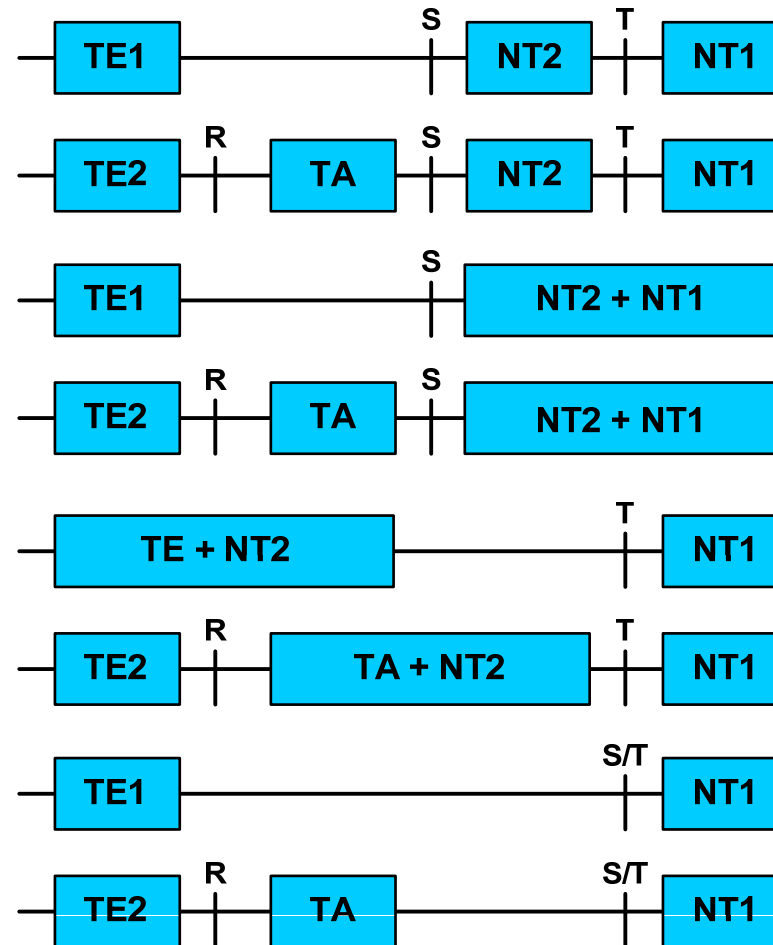 S T
TE1 NT2 NT1
R S T
TE2 TA NT2 NT1
S
TE1 NT2 + NT1
R S
TE2 TA NT2 + NT1
T
TE + NT2 NT1
R T
TE2 TA + NT2 NT1
S/T
TE1 NT1
R S/T
TE2 TA NT1